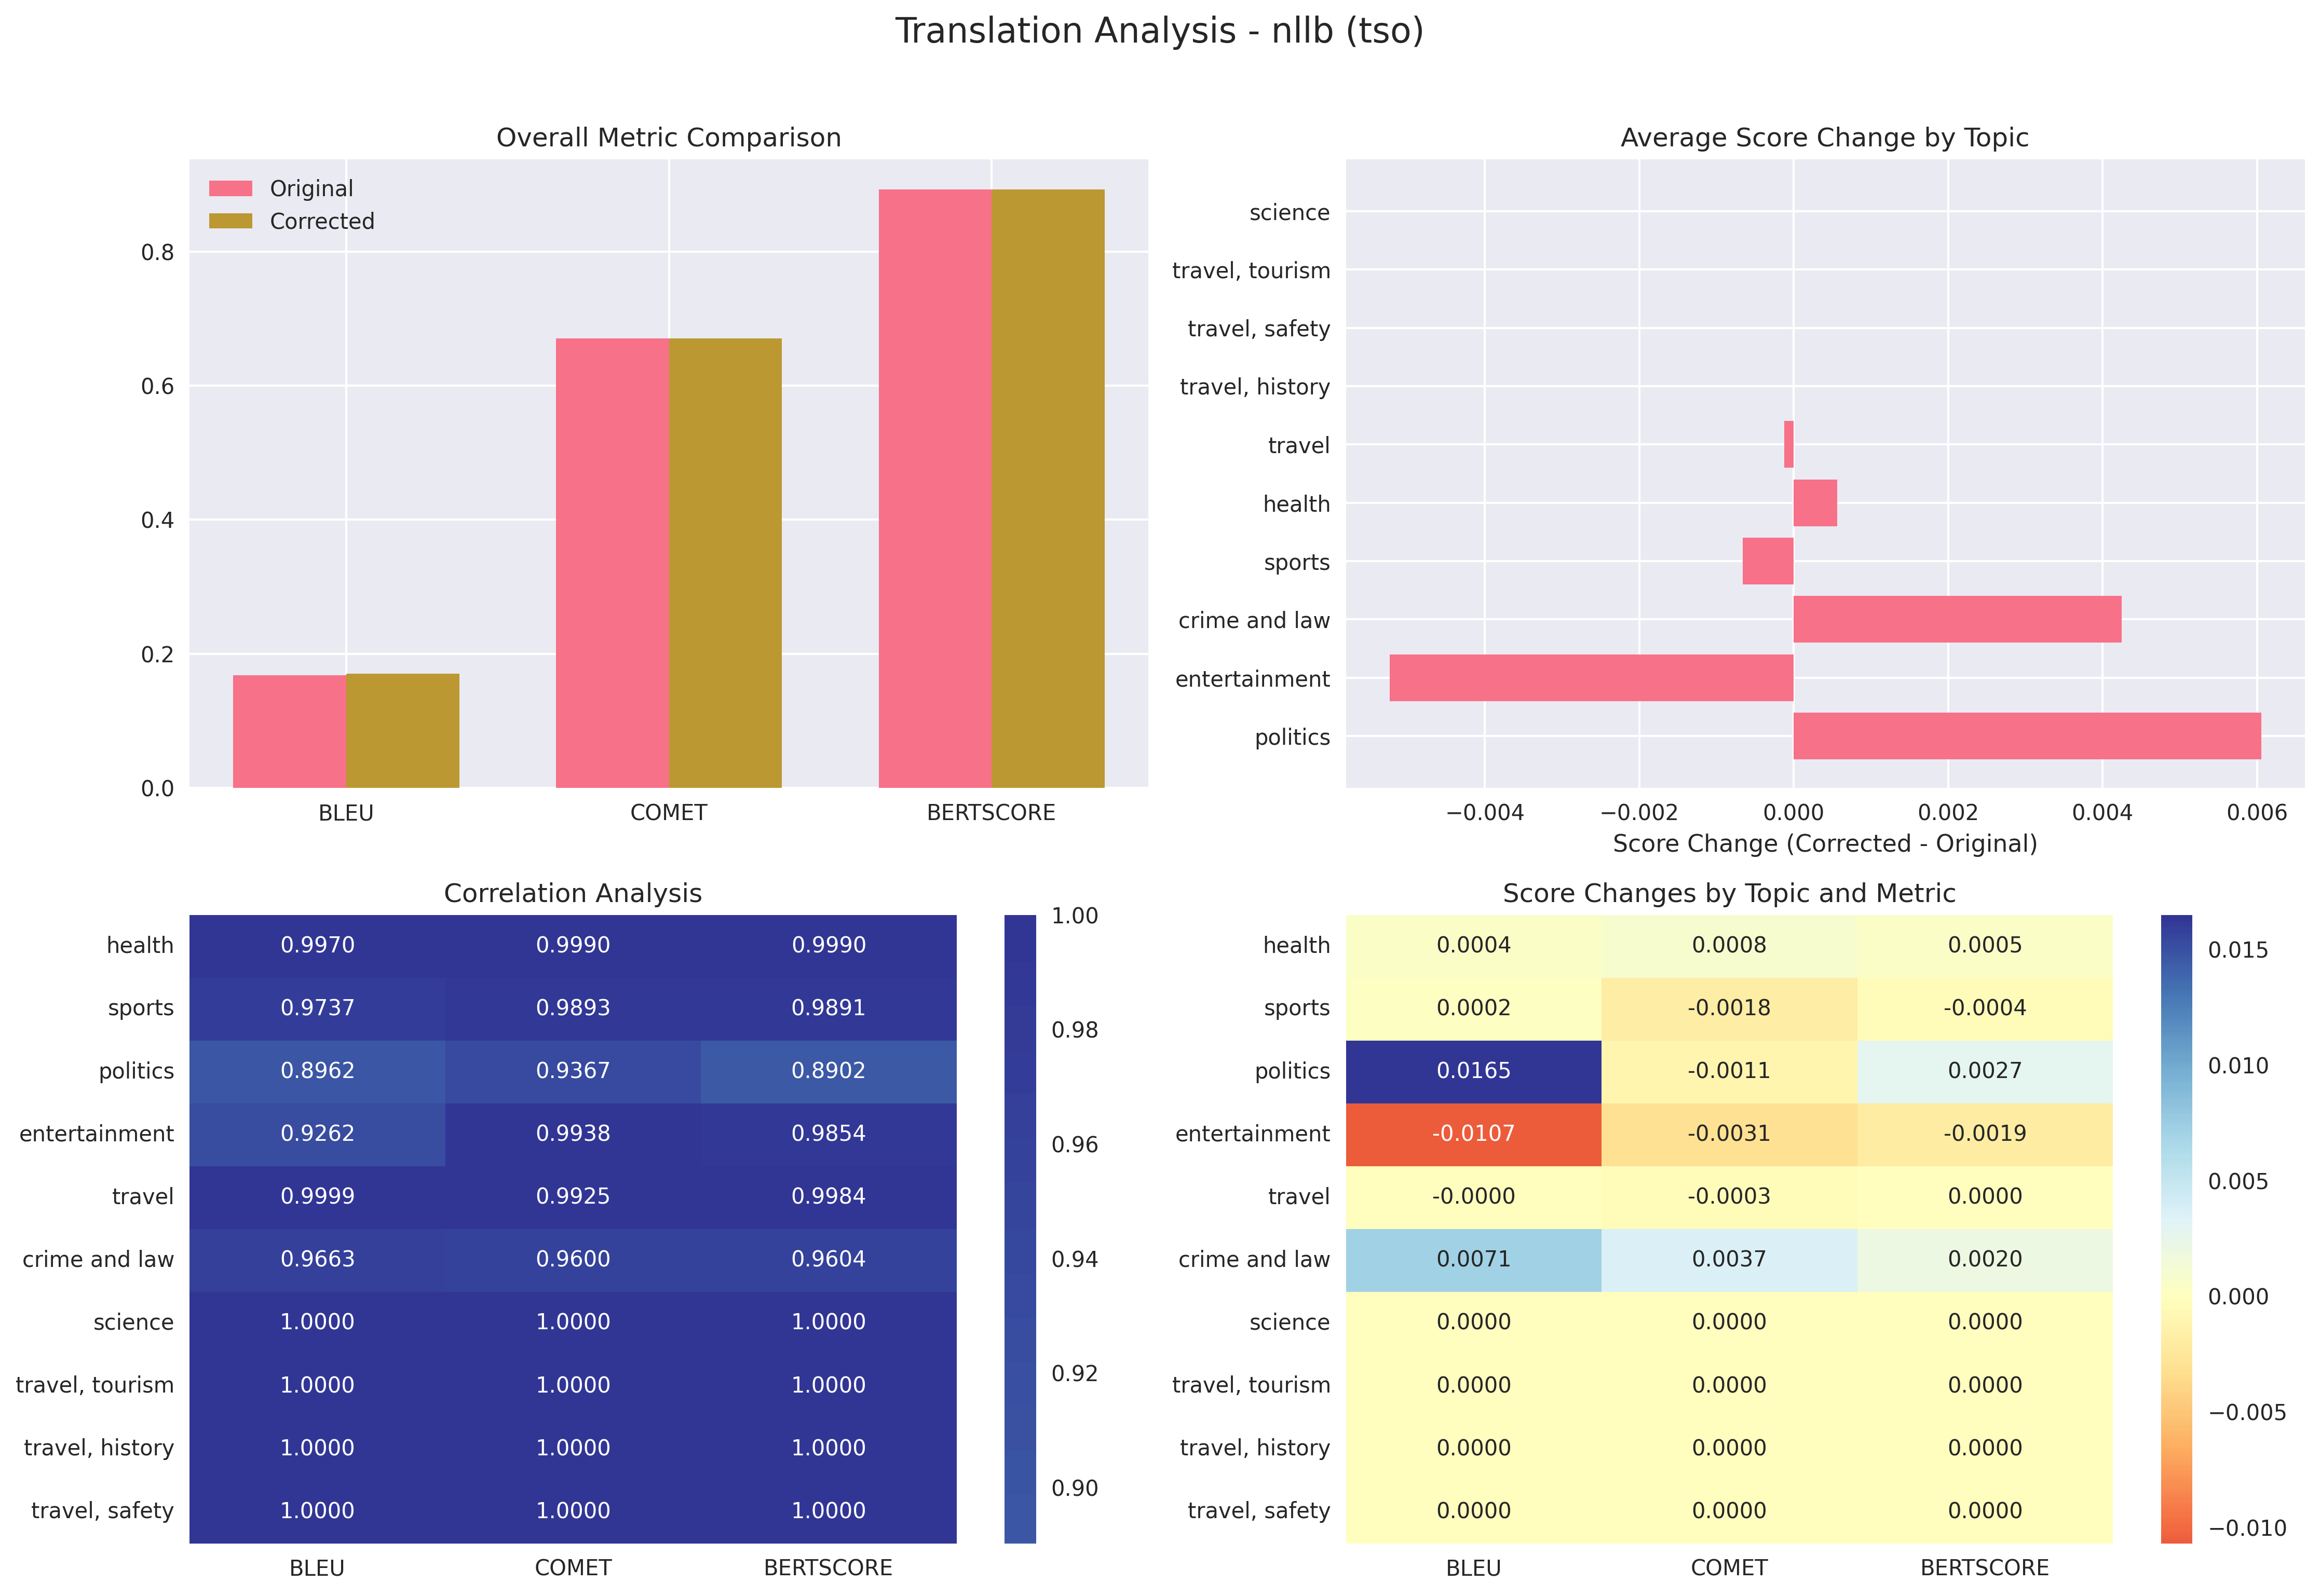 Translation Analysis - nllb (tso)
Overall Metric Comparison
Original
Corrected
0.8
0.6
0.4
0.2
0.0
BLEU COMET BERTSCORE
Average Score Change by Topic
science
travel, tourism
travel, safety
travel, history
travel
health
sports
crime and law
entertainment
politics
−0.004 −0.002 0.000 0.002 0.004 0.006
Score Change (Corrected - Original)
Correlation Analysis
health 0.9970 0.9990 0.9990
sports 0.9737 0.9893 0.9891
politics 0.8962 0.9367 0.8902
entertainment 0.9262 0.9938 0.9854
travel 0.9999 0.9925 0.9984
crime and law 0.9663 0.9600 0.9604
science 1.0000 1.0000 1.0000
travel, tourism 1.0000 1.0000 1.0000
travel, history 1.0000 1.0000 1.0000
travel, safety 1.0000 1.0000 1.0000
BLEU COMET BERTSCORE
1.00
0.98
0.96
0.94
0.92
0.90
Score Changes by Topic and Metric
health 0.0004 0.0008 0.0005
sports 0.0002 -0.0018 -0.0004
politics 0.0165 -0.0011 0.0027
entertainment -0.0107 -0.0031 -0.0019
travel -0.0000 -0.0003 0.0000
crime and law 0.0071 0.0037 0.0020
science 0.0000 0.0000 0.0000
travel, tourism 0.0000 0.0000 0.0000
travel, history 0.0000 0.0000 0.0000
travel, safety 0.0000 0.0000 0.0000
BLEU COMET BERTSCORE
0.015
0.010
0.005
0.000
−0.005
−0.010